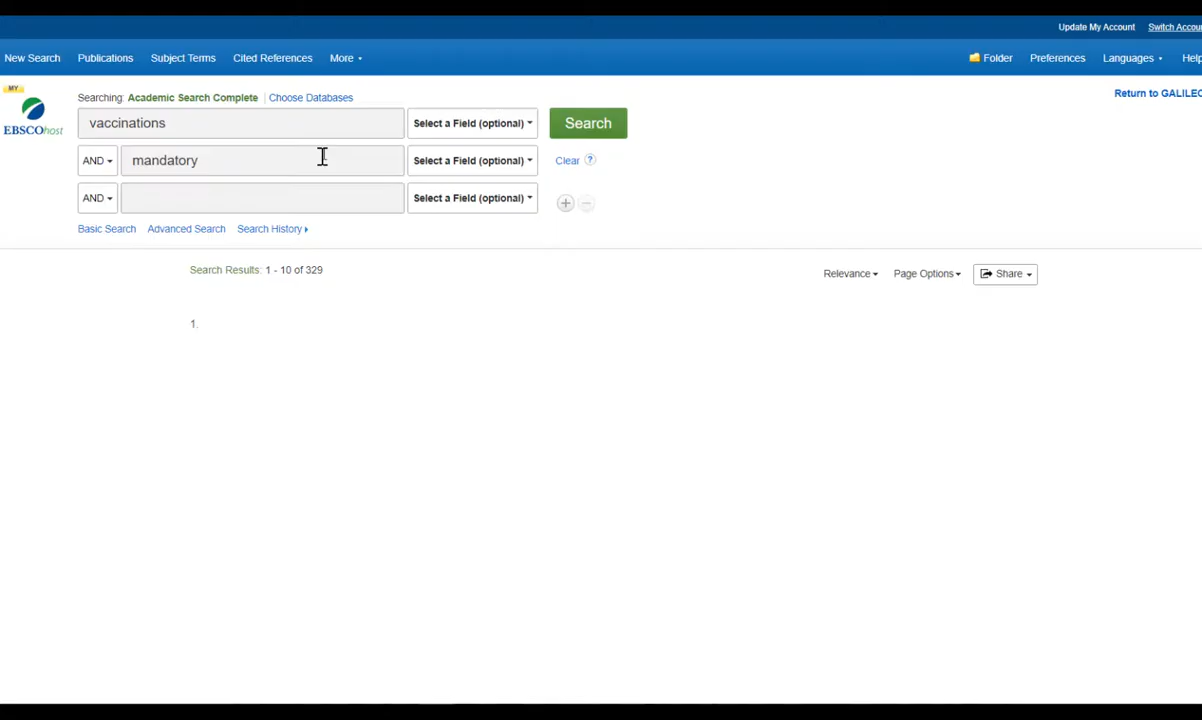 Update My Account Switch Accou
New Search Publications Subject Terms Cited References More Folder Preferences Languages Help
MY
EBSCOhost
Searching: Academic Search Complete Choose Databases
Return to GALILEO
vaccinations Select a Field (optional) Search
AND mandatory Select a Field (optional) Clear ?
AND Select a Field (optional) + −
Basic Search Advanced Search Search History
Search Results: 1 - 10 of 329 Relevance Page Options Share
1.